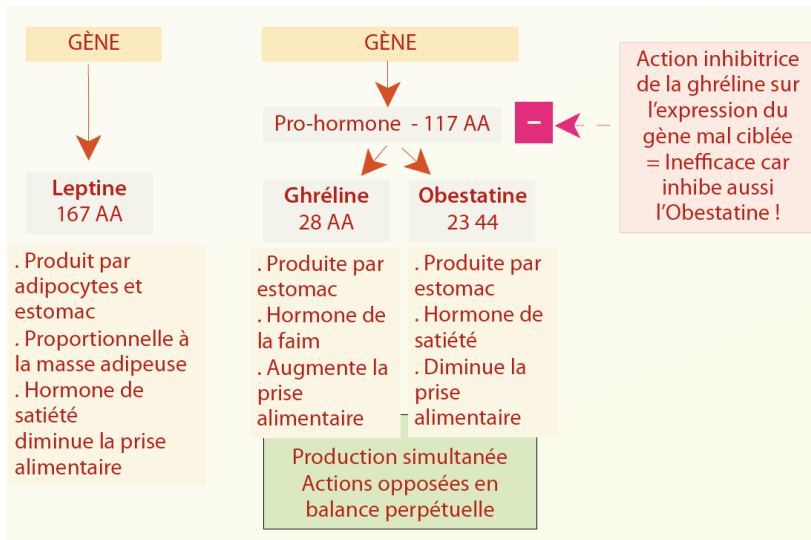 GÈNE
Leptine
167 AA
. Produit par
adipocytes et
estomac
. Proportionnelle à
la masse adipeuse
. Hormone de
satiété
diminue la prise
alimentaire
GÈNE
Pro-hormone - 117 AA
–
Ghréline
28 AA
. Produite par
estomac
. Hormone de
la faim
. Augmente la
prise
alimentaire
Obestatine
23 44
. Produite par
estomac
. Hormone de
satiété
. Diminue la
prise
alimentaire
Production simultanée
Actions opposées en
balance perpétuelle
Action inhibitrice
de la ghréline sur
l'expression du
gène mal ciblée
= Inefficace car
inhibe aussi
l'Obestatine !